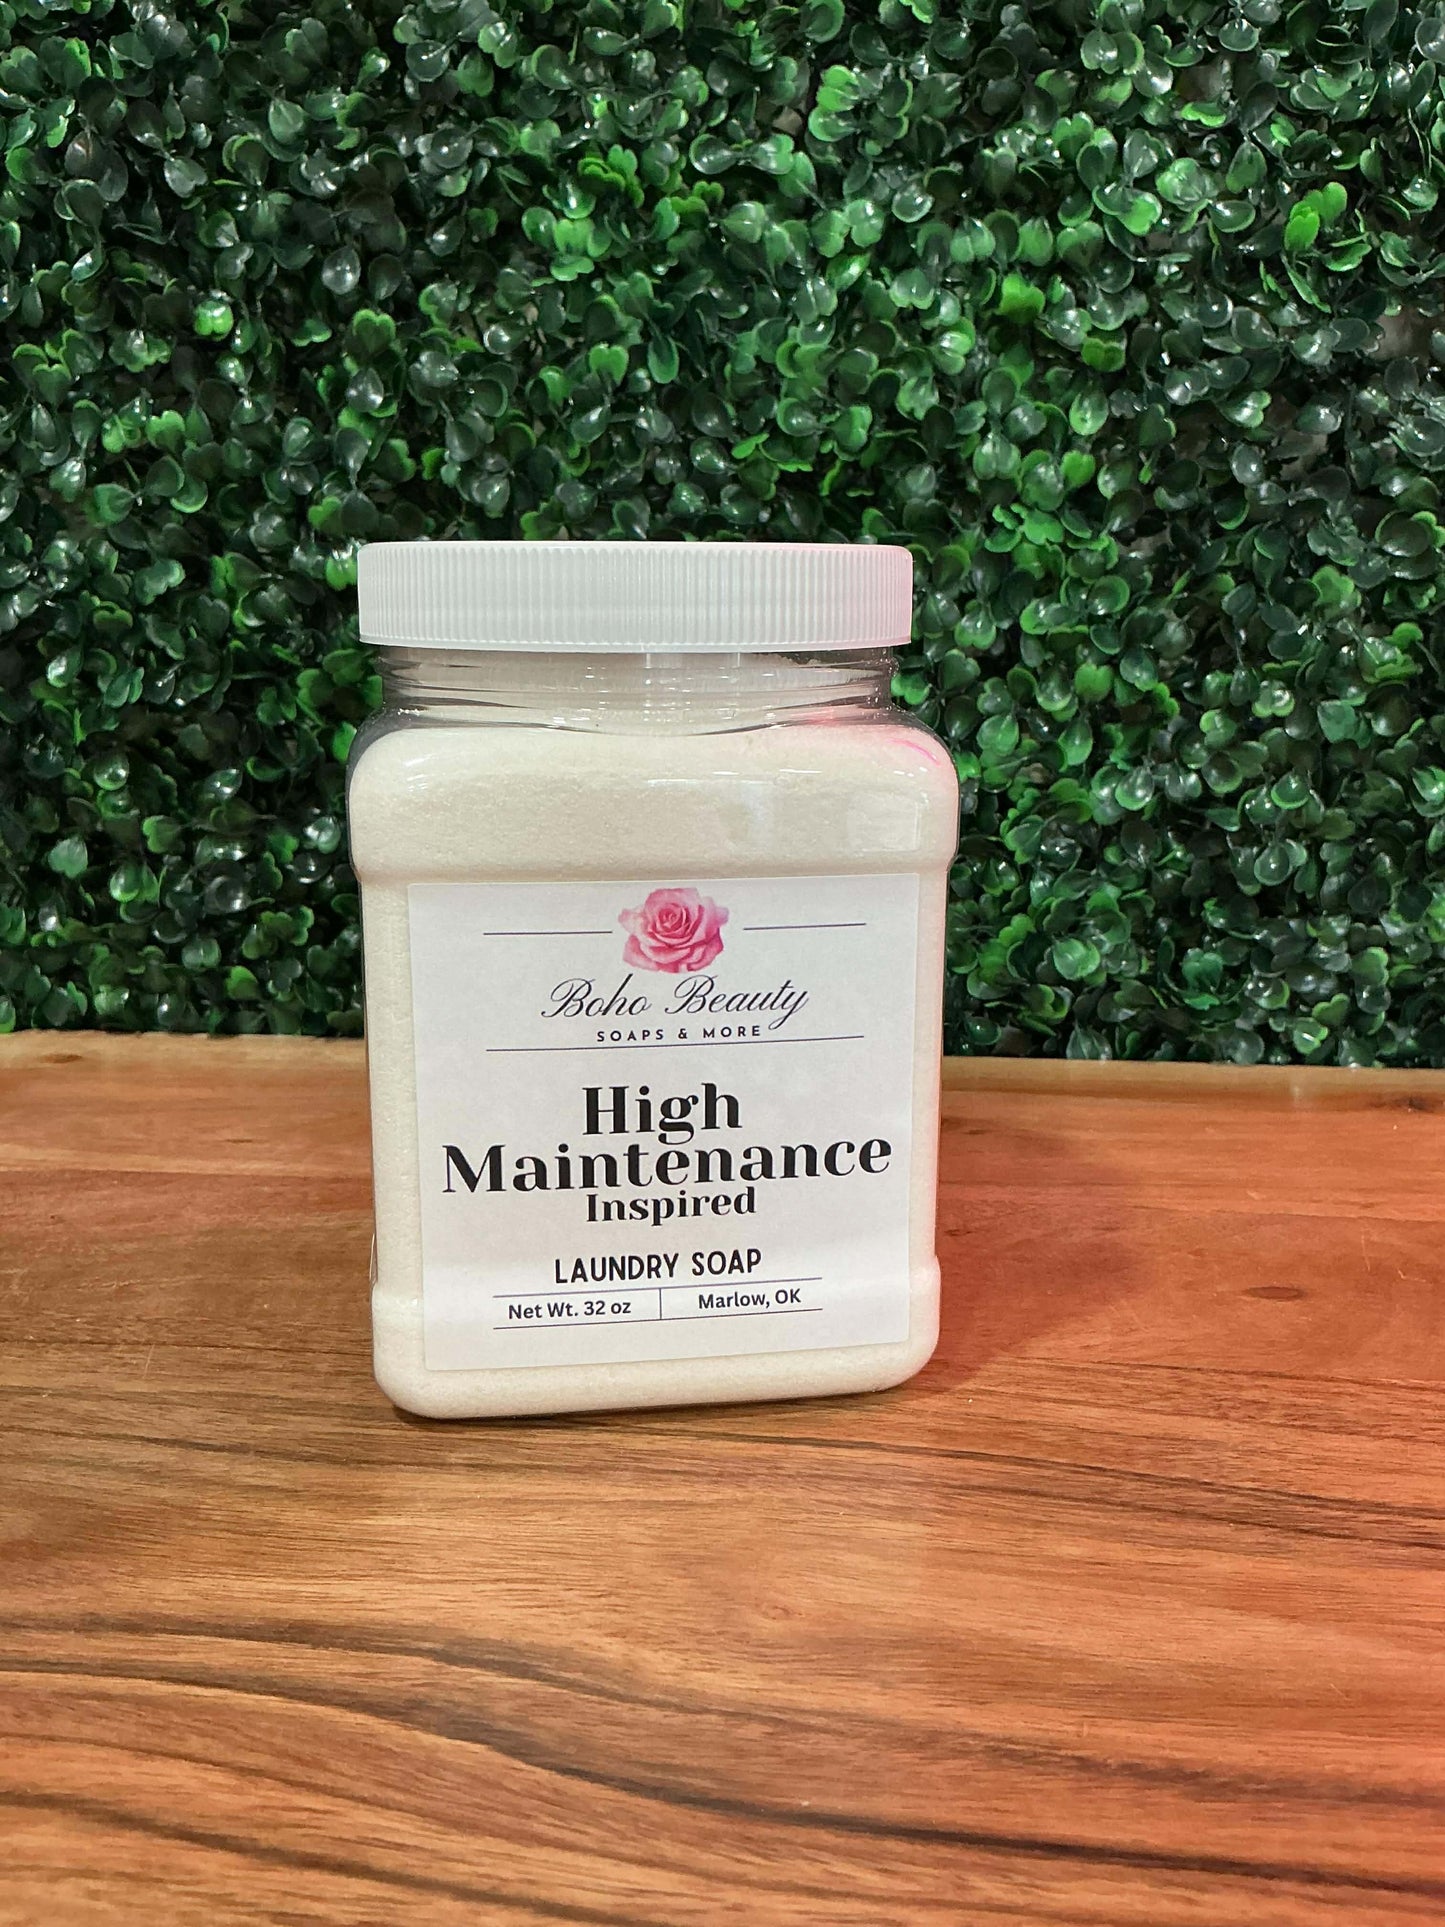 Boho Beauty
SOAPS & MORE
High
Maintenance
Inspired
LAUNDRY SOAP
Net Wt. 32 oz
Marlow, OK